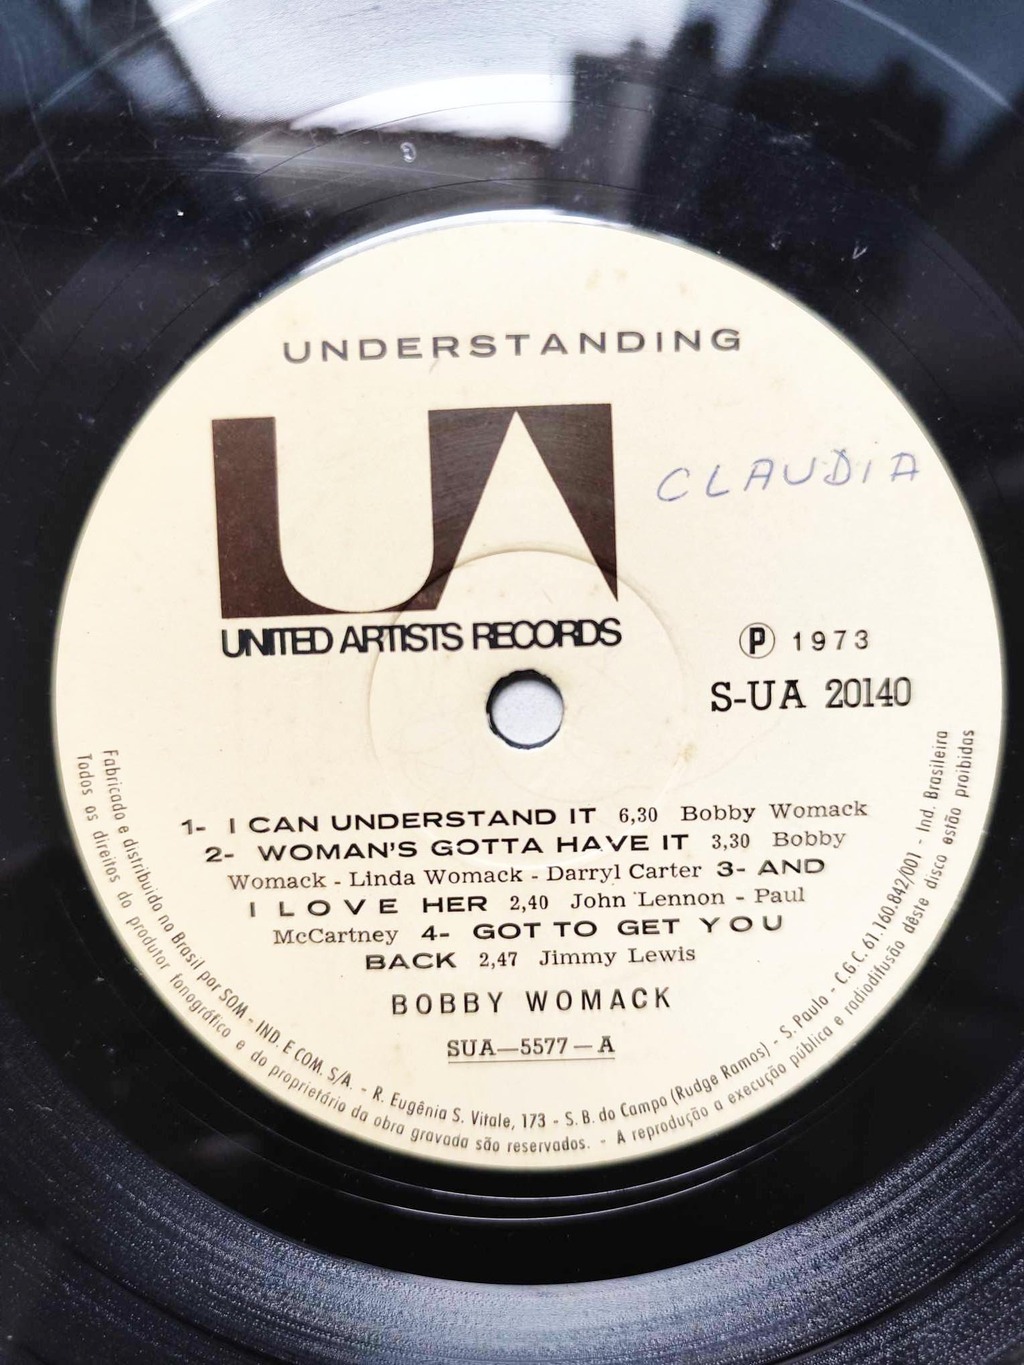 UNDERSTANDING
CLAUDIA
UA
UNITED ARTISTS RECORDS
Ⓟ 1973
S-UA 20140
1- I CAN UNDERSTAND IT 6,30 Bobby Womack
2- WOMAN'S GOTTA HAVE IT 3,30 Bobby
Womack - Linda Womack - Darryl Carter 3- AND
I LOVE HER 2,40 John Lennon - Paul
McCartney 4- GOT TO GET YOU
BACK 2,47 Jimmy Lewis
BOBBY WOMACK
SUA—5577—A
Fabricado e distribuido no Brasil por SOM - IND. E COM. S/A. - R. Eugênia S. Vitale, 173 - S. B. do Campo (Rudge Ramos) - S. Paulo - C.G.C. 61.160.842/001 - Ind. Brasileira
Todos os direitos do produtor fonográfico e do proprietário da obra gravada são reservados. - A reprodução a execução pública e radiodifusão dêste disco estão proibidas